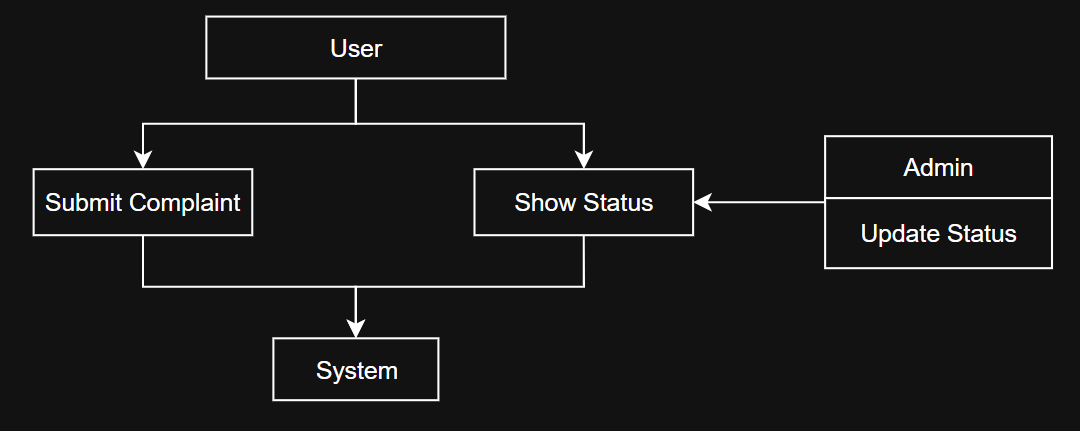 User
Submit Complaint
Show Status
Admin
Update Status
System